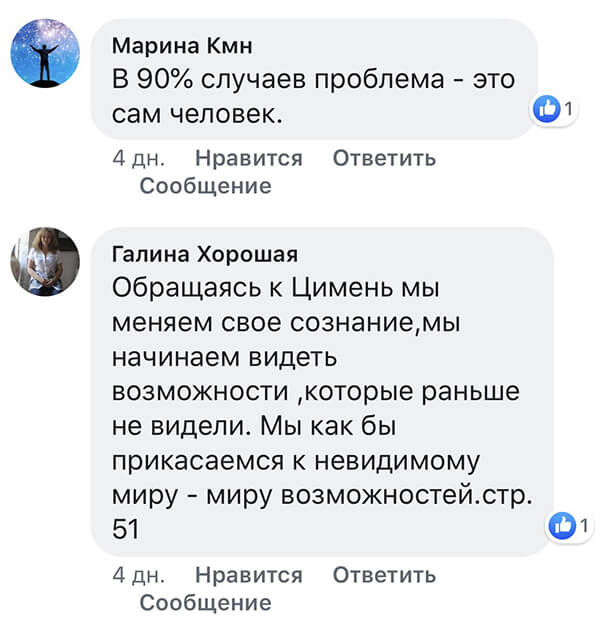 Марина Кмн
В 90% случаев проблема - это
сам человек.
1
4 дн. Нравится Ответить
Сообщение
Галина Хорошая
Обращаясь к Цимень мы
меняем свое сознание,мы
начинаем видеть
возможности ,которые раньше
не видели. Мы как бы
прикасаемся к невидимому
миру - миру возможностей.стр.
51
1
4 дн. Нравится Ответить
Сообщение